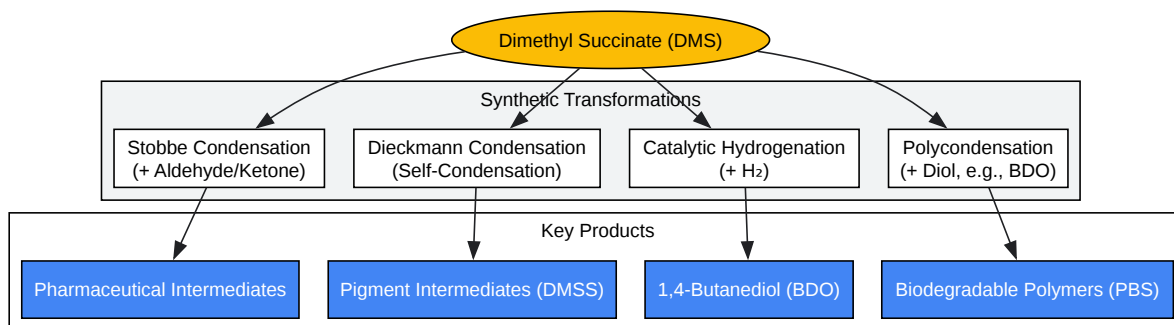 Dimethyl Succinate (DMS)
Synthetic Transformations
Stobbe Condensation
(+ Aldehyde/Ketone)
Dieckmann Condensation
(Self-Condensation)
Catalytic Hydrogenation
(+ H₂)
Polycondensation
(+ Diol, e.g., BDO)
Key Products
Pharmaceutical Intermediates
Pigment Intermediates (DMSS)
1,4-Butanediol (BDO)
Biodegradable Polymers (PBS)